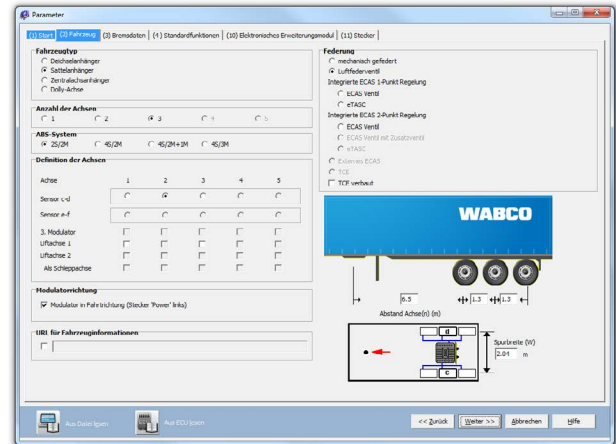 Parameter
(1) Start (2) Fahrzeug (3) Bremsdaten (4) Standardfunktionen (10) Elektronisches Erweiterungsmodul (11) Stecker
Fahrzeugtyp
Deichselanhänger
Sattelanhänger
Zentralachsanhänger
Dolly-Achse
Anzahl der Achsen
1 2 3 4 5
ABS-System
2S/2M 4S/2M 4S/2M+1M 4S/3M
Definition der Achsen
Achse 1 2 3 4 5
Sensor c-d
Sensor e-f
3. Modulator
Liftachse 1
Liftachse 2
Als Schleppachse
Modulatorrichtung
Modulator in Fahrtrichtung (Stecker 'Power' links)
URL für Fahrzeuginformationen
Federung
mechanisch gefedert
Luftfederventil
Integrierte ECAS 1-Punkt Regelung
ECAS Ventil
eTASC
Integrierte ECAS 2-Punkt Regelung
ECAS Ventil
ECAS Ventil mit Zusatzventil
eTASC
Externes ECAS
TCE
TCE verbaut
WABCO
6.5 1.3 1.3
Abstand Achse(n) (m)
d
c
Spurbreite (W)
2.04 m
Aus Datei lesen Aus ECU lesen << Zurück Weiter >> Abbrechen Hilfe